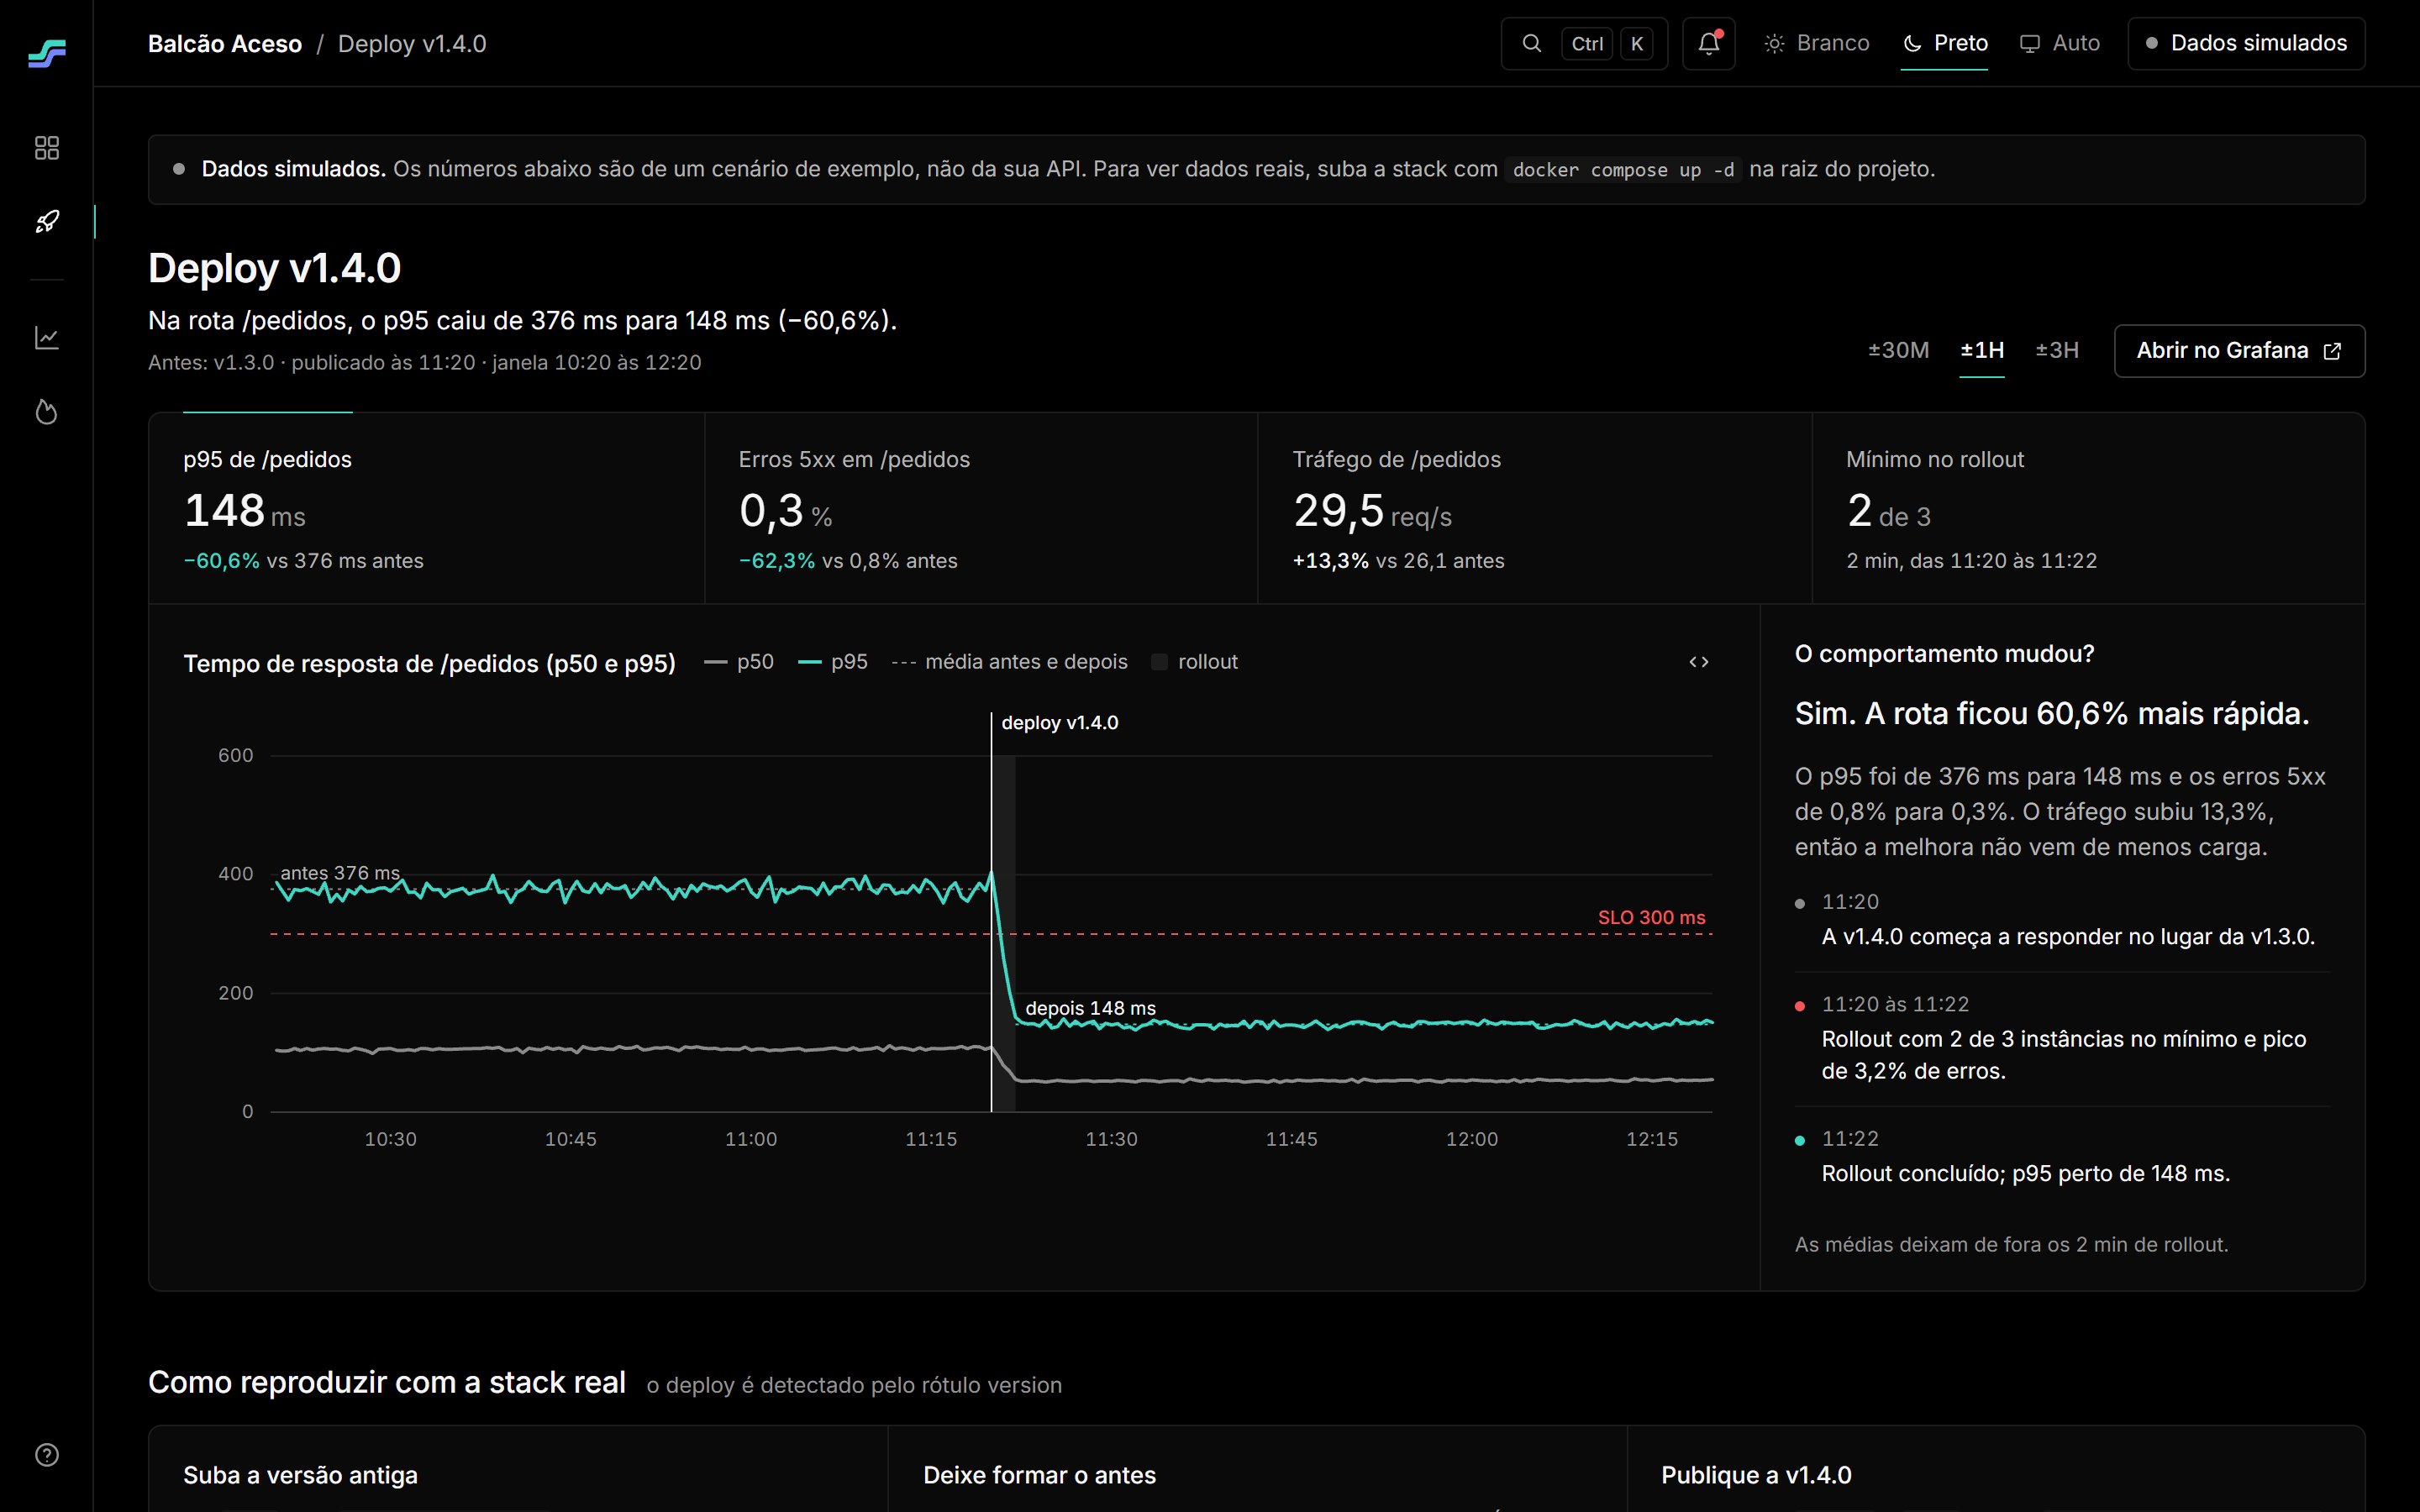 Balcão Aceso / Deploy v1.4.0
Ctrl K
Branco
Preto
Auto
Dados simulados
Dados simulados. Os números abaixo são de um cenário de exemplo, não da sua API. Para ver dados reais, suba a stack com docker compose up -d na raiz do projeto.
Deploy v1.4.0
Na rota /pedidos, o p95 caiu de 376 ms para 148 ms (−60,6%).
Antes: v1.3.0 · publicado às 11:20 · janela 10:20 às 12:20
±30M ±1H ±3H
Abrir no Grafana
p95 de /pedidos
148 ms
−60,6% vs 376 ms antes
Erros 5xx em /pedidos
0,3 %
−62,3% vs 0,8% antes
Tráfego de /pedidos
29,5 req/s
+13,3% vs 26,1 antes
Mínimo no rollout
2 de 3
2 min, das 11:20 às 11:22
Tempo de resposta de /pedidos (p50 e p95)
p50 p95 média antes e depois rollout
deploy v1.4.0
600
400
200
0
antes 376 ms
SLO 300 ms
depois 148 ms
10:30 10:45 11:00 11:15 11:30 11:45 12:00 12:15
O comportamento mudou?
Sim. A rota ficou 60,6% mais rápida.
O p95 foi de 376 ms para 148 ms e os erros 5xx
de 0,8% para 0,3%. O tráfego subiu 13,3%,
então a melhora não vem de menos carga.
11:20
A v1.4.0 começa a responder no lugar da v1.3.0.
11:20 às 11:22
Rollout com 2 de 3 instâncias no mínimo e pico
de 3,2% de erros.
11:22
Rollout concluído; p95 perto de 148 ms.
As médias deixam de fora os 2 min de rollout.
Como reproduzir com a stack real o deploy é detectado pelo rótulo version
Suba a versão antiga
Deixe formar o antes
Publique a v1.4.0